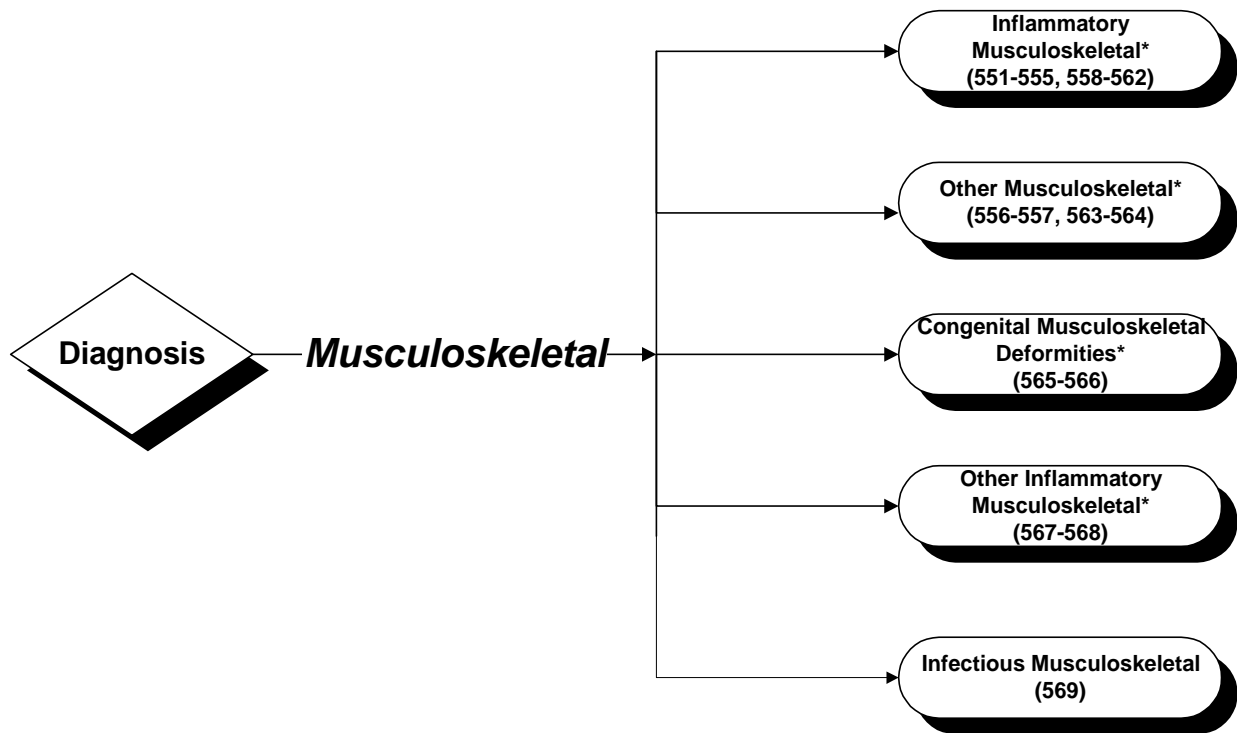 Diagnosis
Musculoskeletal
Inflammatory
Musculoskeletal*
(551-555, 558-562)
Other Musculoskeletal*
(556-557, 563-564)
Congenital Musculoskeletal
Deformities*
(565-566)
Other Inflammatory
Musculoskeletal*
(567-568)
Infectious Musculoskeletal
(569)